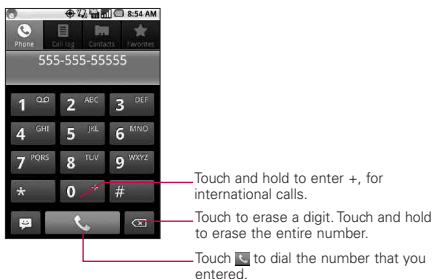 8:54 AM
Phone Call log Contacts Favorites
555-555-55555
1 2 ABC 3 DEF
4 GHI 5 JKL 6 MNO
7 PQRS 8 TUV 9 WXYZ
* 0 + #
Touch and hold to enter +, for
international calls.
Touch to erase a digit. Touch and hold
to erase the entire number.
Touch to dial the number that you
entered.